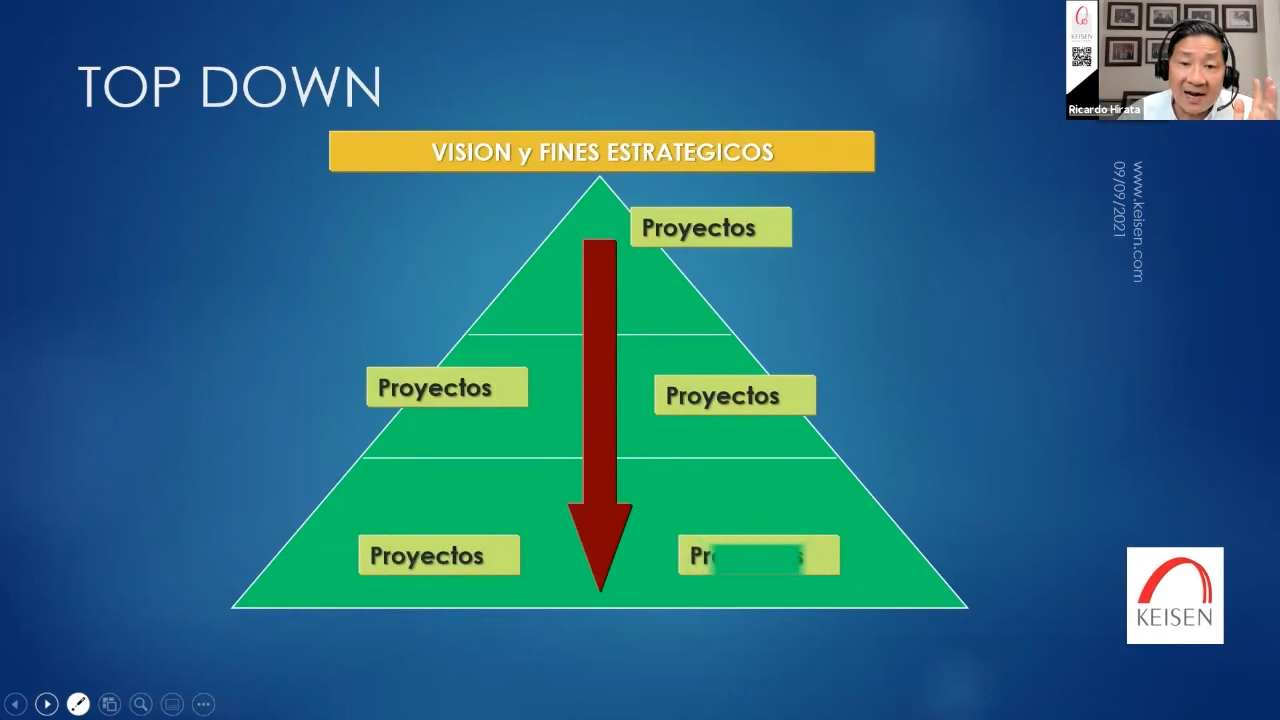 TOP DOWN
VISION y FINES ESTRATEGICOS
Proyectos
Proyectos
Proyectos
Proyectos
KEISEN
Ricardo Hirata
www.keisen.com
09/09/2021
KEISEN